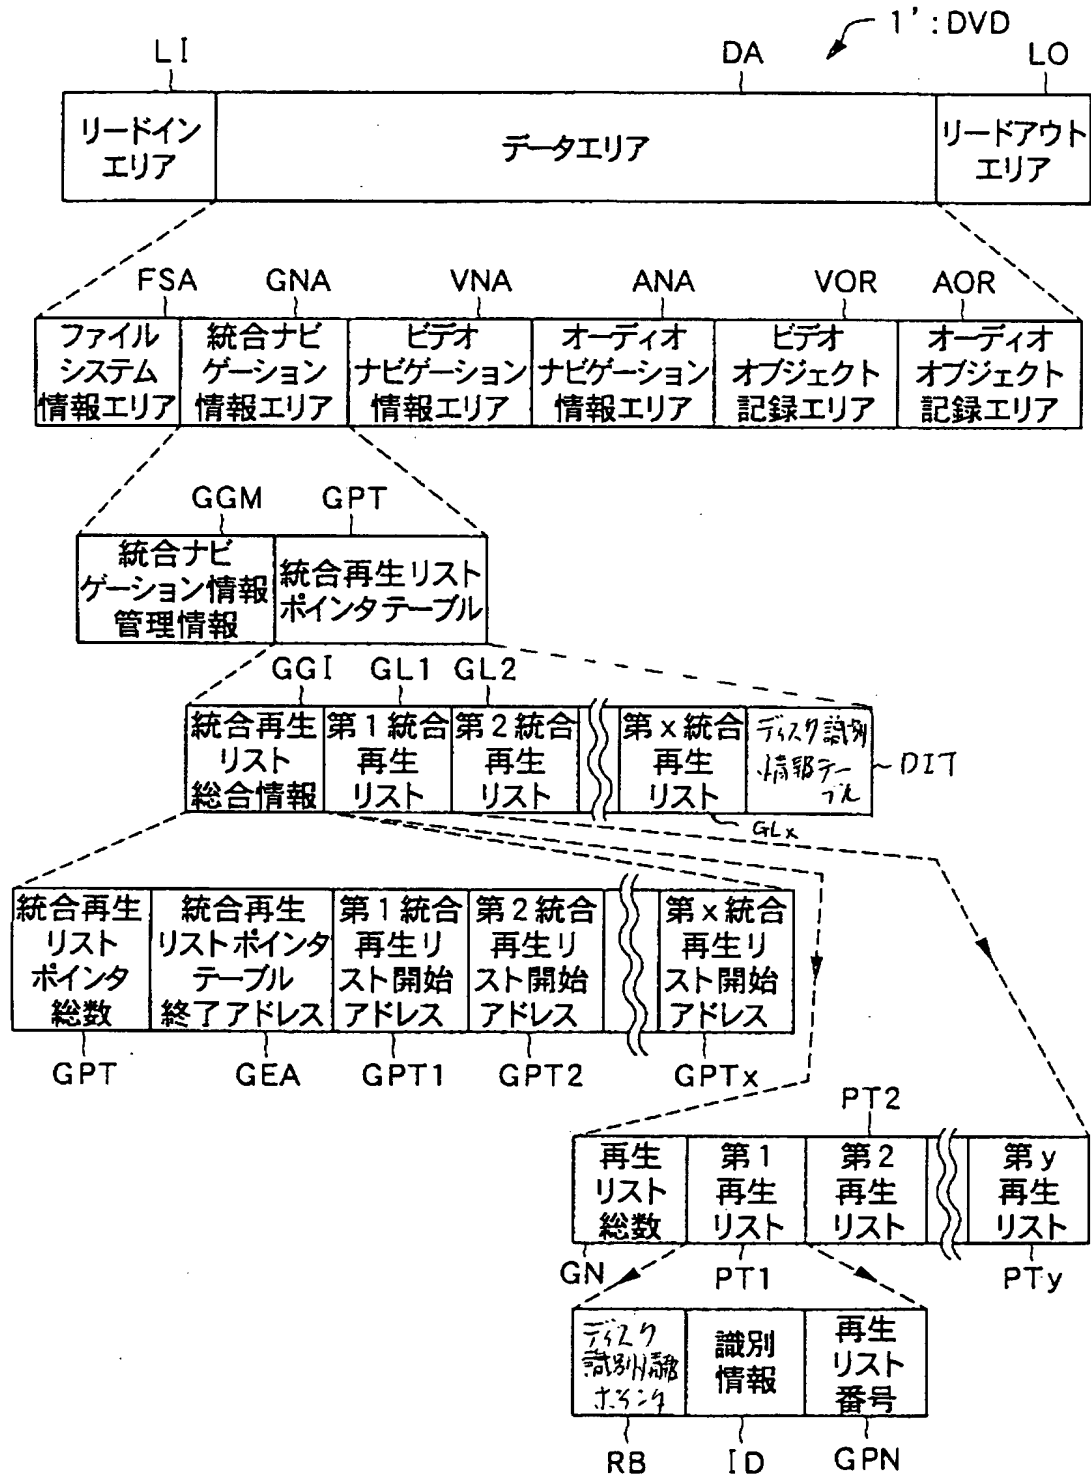 1':DVD
LI
DA
LO
リードイン
エリア
データエリア
リードアウト
エリア
FSA
GNA
VNA
ANA
VOR
AOR
ファイル
システム
情報エリア
統合ナビ
ゲーション
情報エリア
ビデオ
ナビゲーション
情報エリア
オーディオ
ナビゲーション
情報エリア
ビデオ
オブジェクト
記録エリア
オーディオ
オブジェクト
記録エリア
GGM
GPT
統合ナビ
ゲーション情報
管理情報
統合再生リスト
ポインタテーブル
GGI
GL1
GL2
統合再生
リスト
総合情報
第1統合
再生
リスト
第2統合
再生
リスト
第x統合
再生
リスト
ディスク識別
情報テー
ブル
DIT
GLx
統合再生
リスト
ポインタ
総数
統合再生
リストポインタ
テーブル
終了アドレス
第1統合
再生リ
スト開始
アドレス
第2統合
再生リ
スト開始
アドレス
第x統合
再生リ
スト開始
アドレス
GPT
GEA
GPT1
GPT2
GPTx
PT2
再生
リスト
総数
第1
再生
リスト
第2
再生
リスト
第y
再生
リスト
GN
PT1
PTy
ディスク
識別情報
ポインタ
識別
情報
再生
リスト
番号
RB
ID
GPN